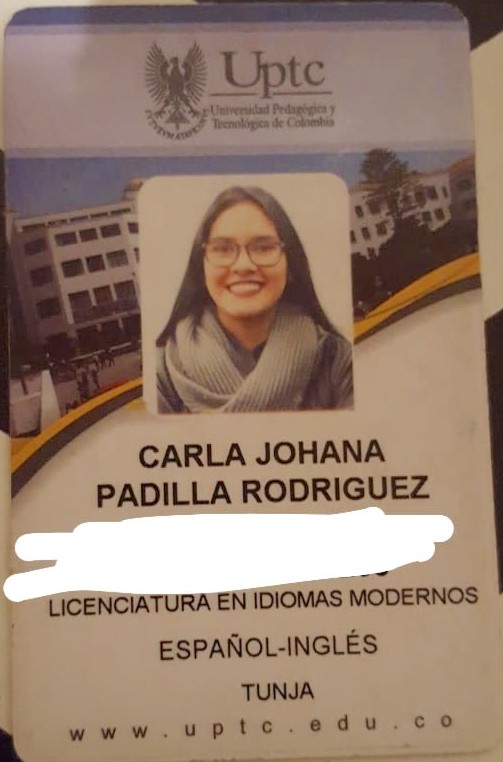 Uptc
Universidad Pedagógica y
Tecnológica de Colombia
CARLA JOHANA
PADILLA RODRIGUEZ
LICENCIATURA EN IDIOMAS MODERNOS
ESPAÑOL-INGLÉS
TUNJA
www.uptc.edu.co